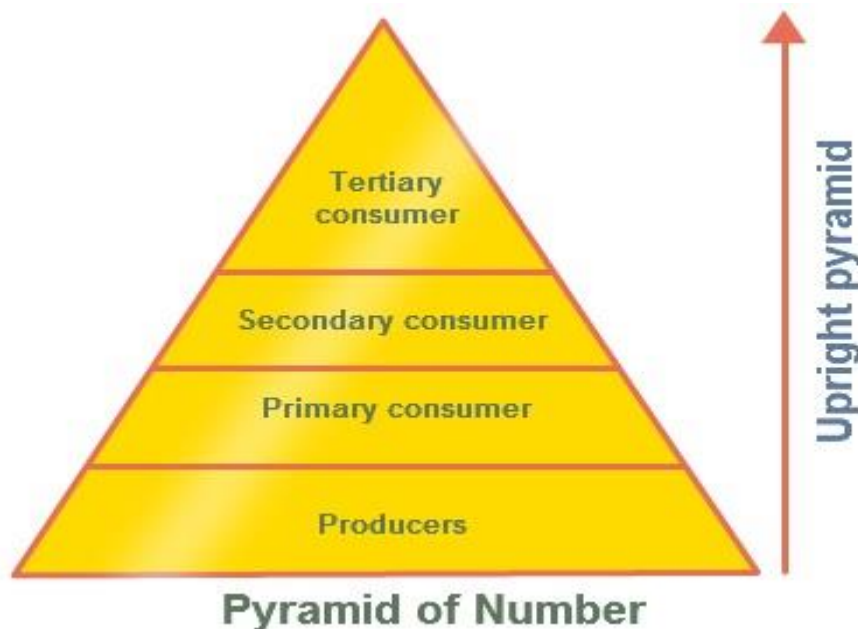 Tertiary
consumer
Secondary consumer
Primary consumer
Producers
Upright pyramid
Pyramid of Number